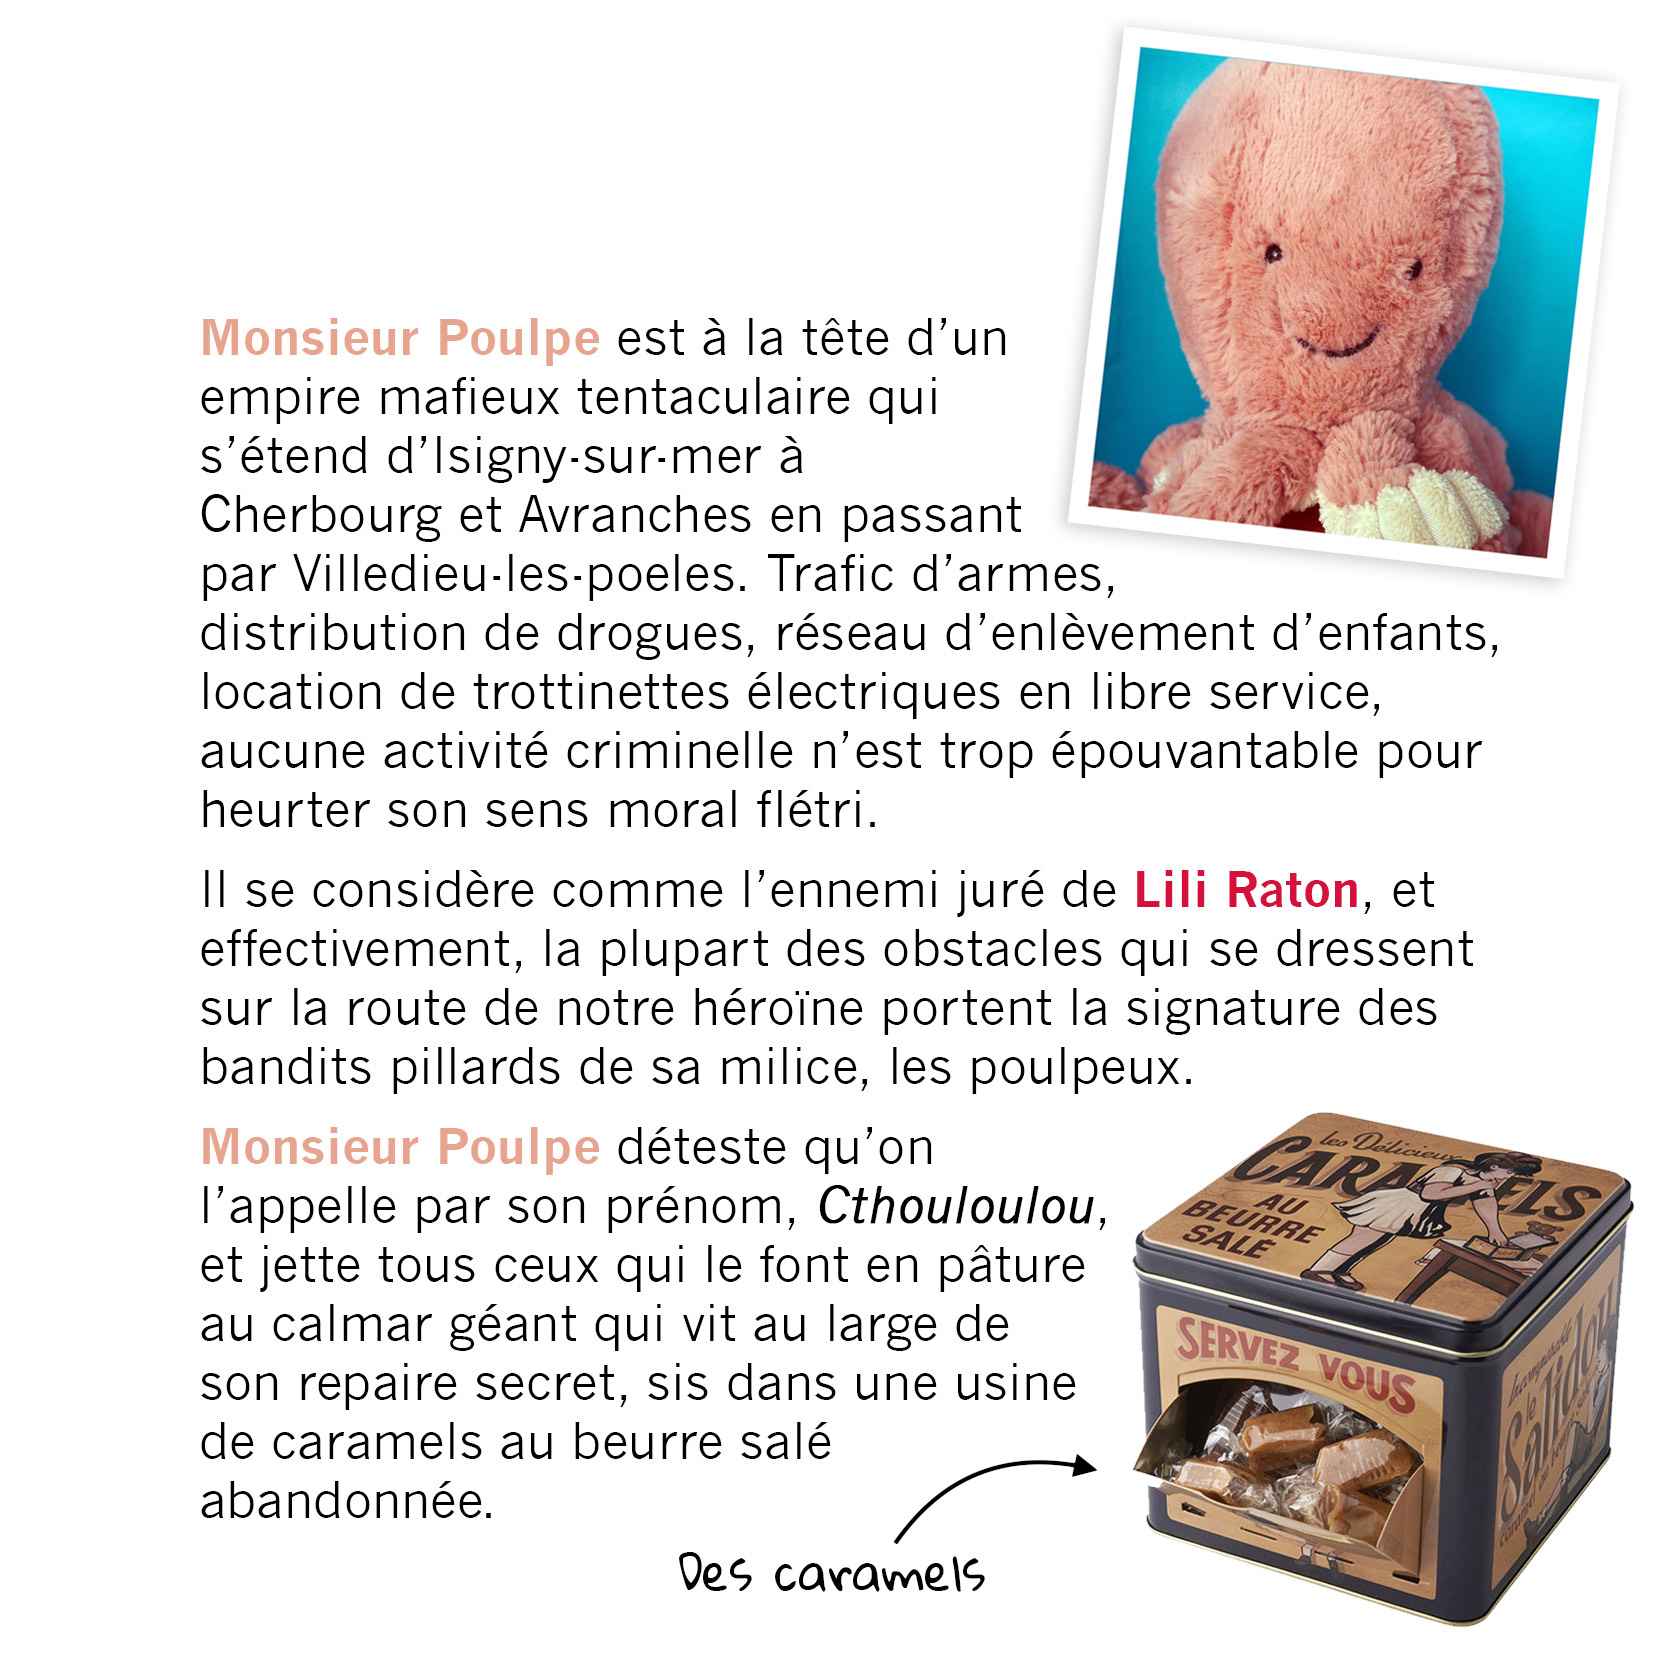 Monsieur Poulpe est à la tête d’un
empire mafieux tentaculaire qui
s’étend d’Isigny-sur-mer à
Cherbourg et Avranches en passant
par Villedieu-les-poeles. Trafic d’armes,
distribution de drogues, réseau d’enlèvement d’enfants,
location de trottinettes électriques en libre service,
aucune activité criminelle n’est trop épouvantable pour
heurter son sens moral flétri.
Il se considère comme l’ennemi juré de Lili Raton, et
effectivement, la plupart des obstacles qui se dressent
sur la route de notre héroïne portent la signature des
bandits pillards de sa milice, les poulpeux.
Monsieur Poulpe déteste qu’on
l’appelle par son prénom, Cthouloulou,
et jette tous ceux qui le font en pâture
au calmar géant qui vit au large de
son repaire secret, sis dans une usine
de caramels au beurre salé
abandonnée.
Des caramels
les Délicieux
CARAMELS
AU
BEURRE
SALÉ
SERVEZ VOUS
Incomparable
le
Salidou
caramel au